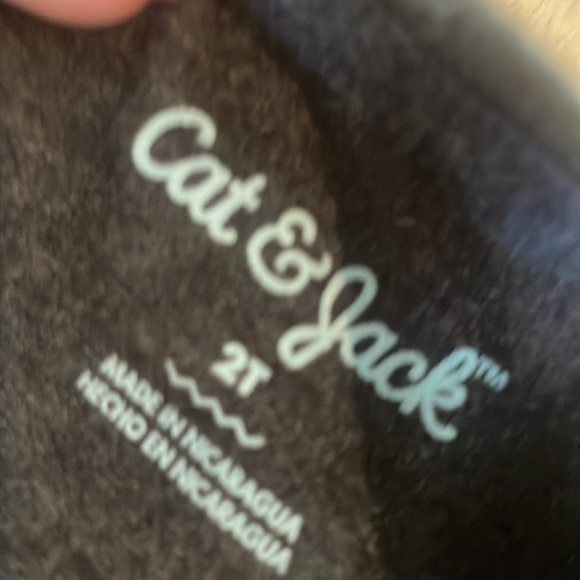 Cat & Jack™
2T
MADE IN NICARAGUA
HECHO EN NICARAGUA